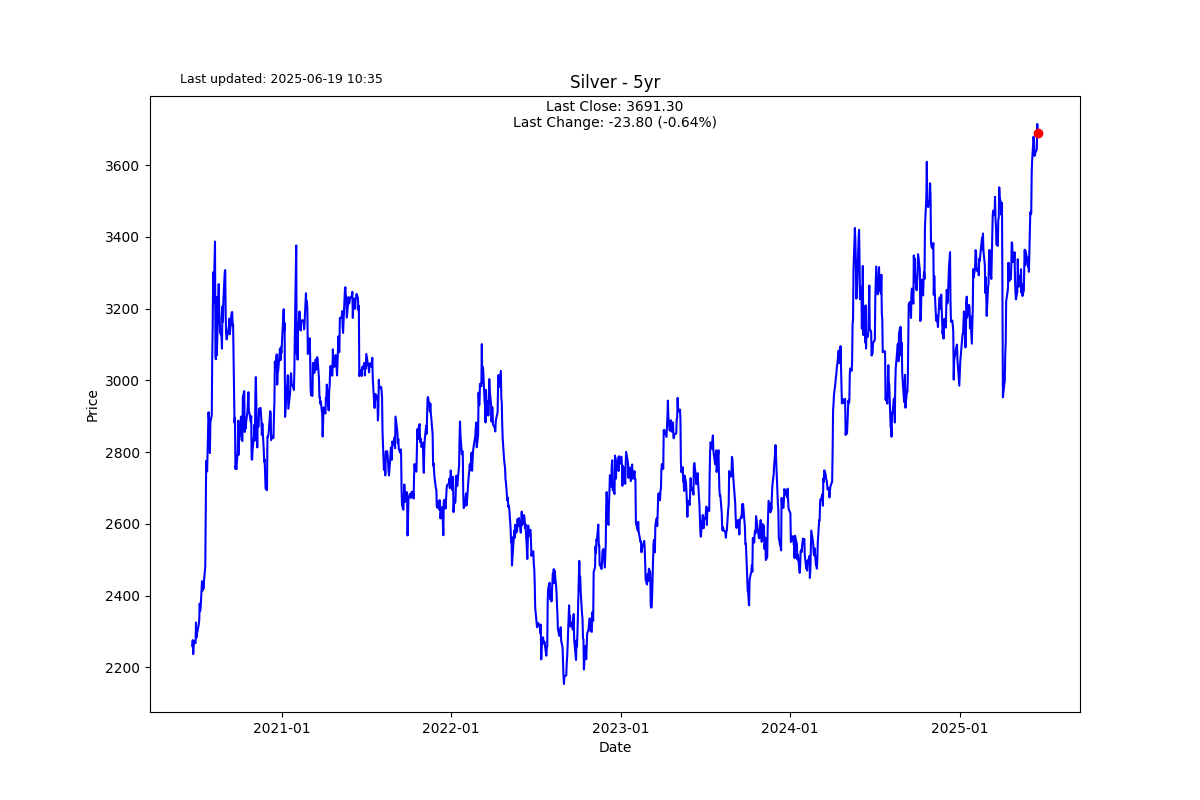 Last updated: 2025-06-19 10:35
Silver - 5yr
Last Close: 3691.30
Last Change: -23.80 (-0.64%)
Price
3600
3400
3200
3000
2800
2600
2400
2200
2021-01
2022-01
2023-01
2024-01
2025-01
Date